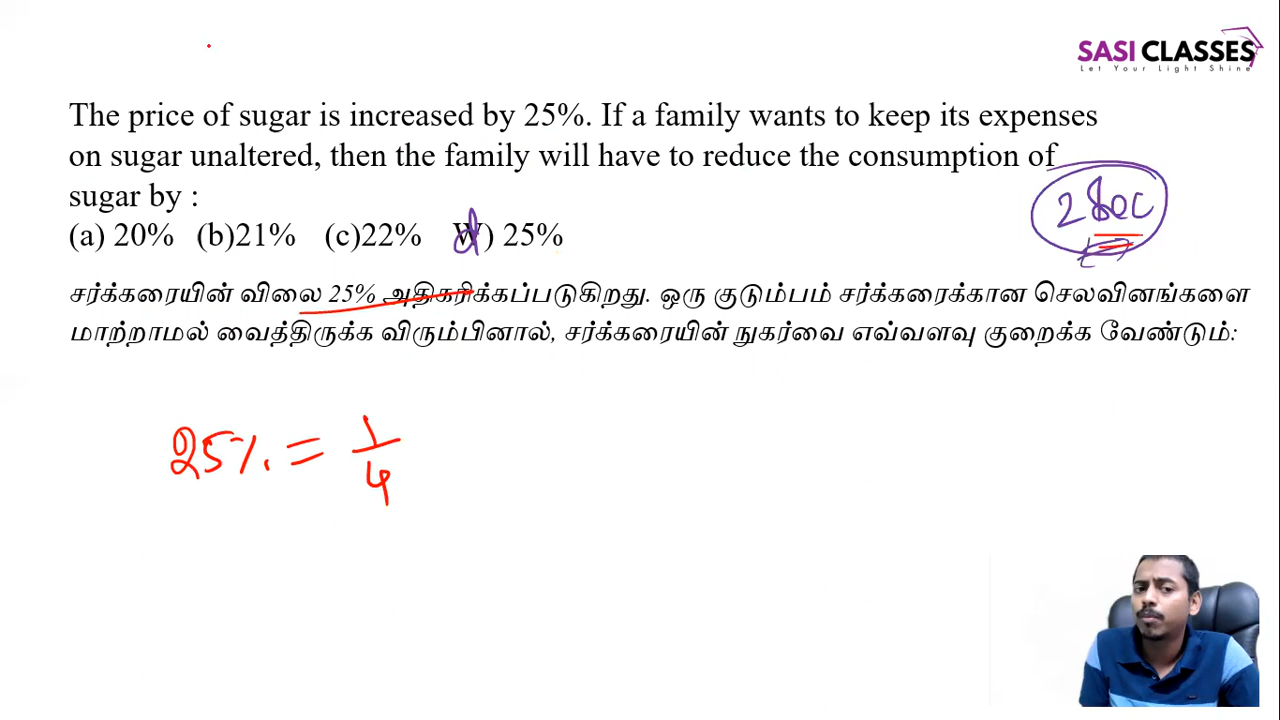 SASI CLASSES
Let Your Light Shine
The price of sugar is increased by 25%. If a family wants to keep its expenses
on sugar unaltered, then the family will have to reduce the consumption of
sugar by :
2 Sec
(a) 20% (b)21% (c)22% d) 25%
சர்க்கரையின் விலை 25% அதிகரிக்கப்படுகிறது. ஒரு குடும்பம் சர்க்கரைக்கான செலவினங்களை
மாற்றாமல் வைத்திருக்க விரும்பினால், சர்க்கரையின் நுகர்வை எவ்வளவு குறைக்க வேண்டும்:
25% = 1/4